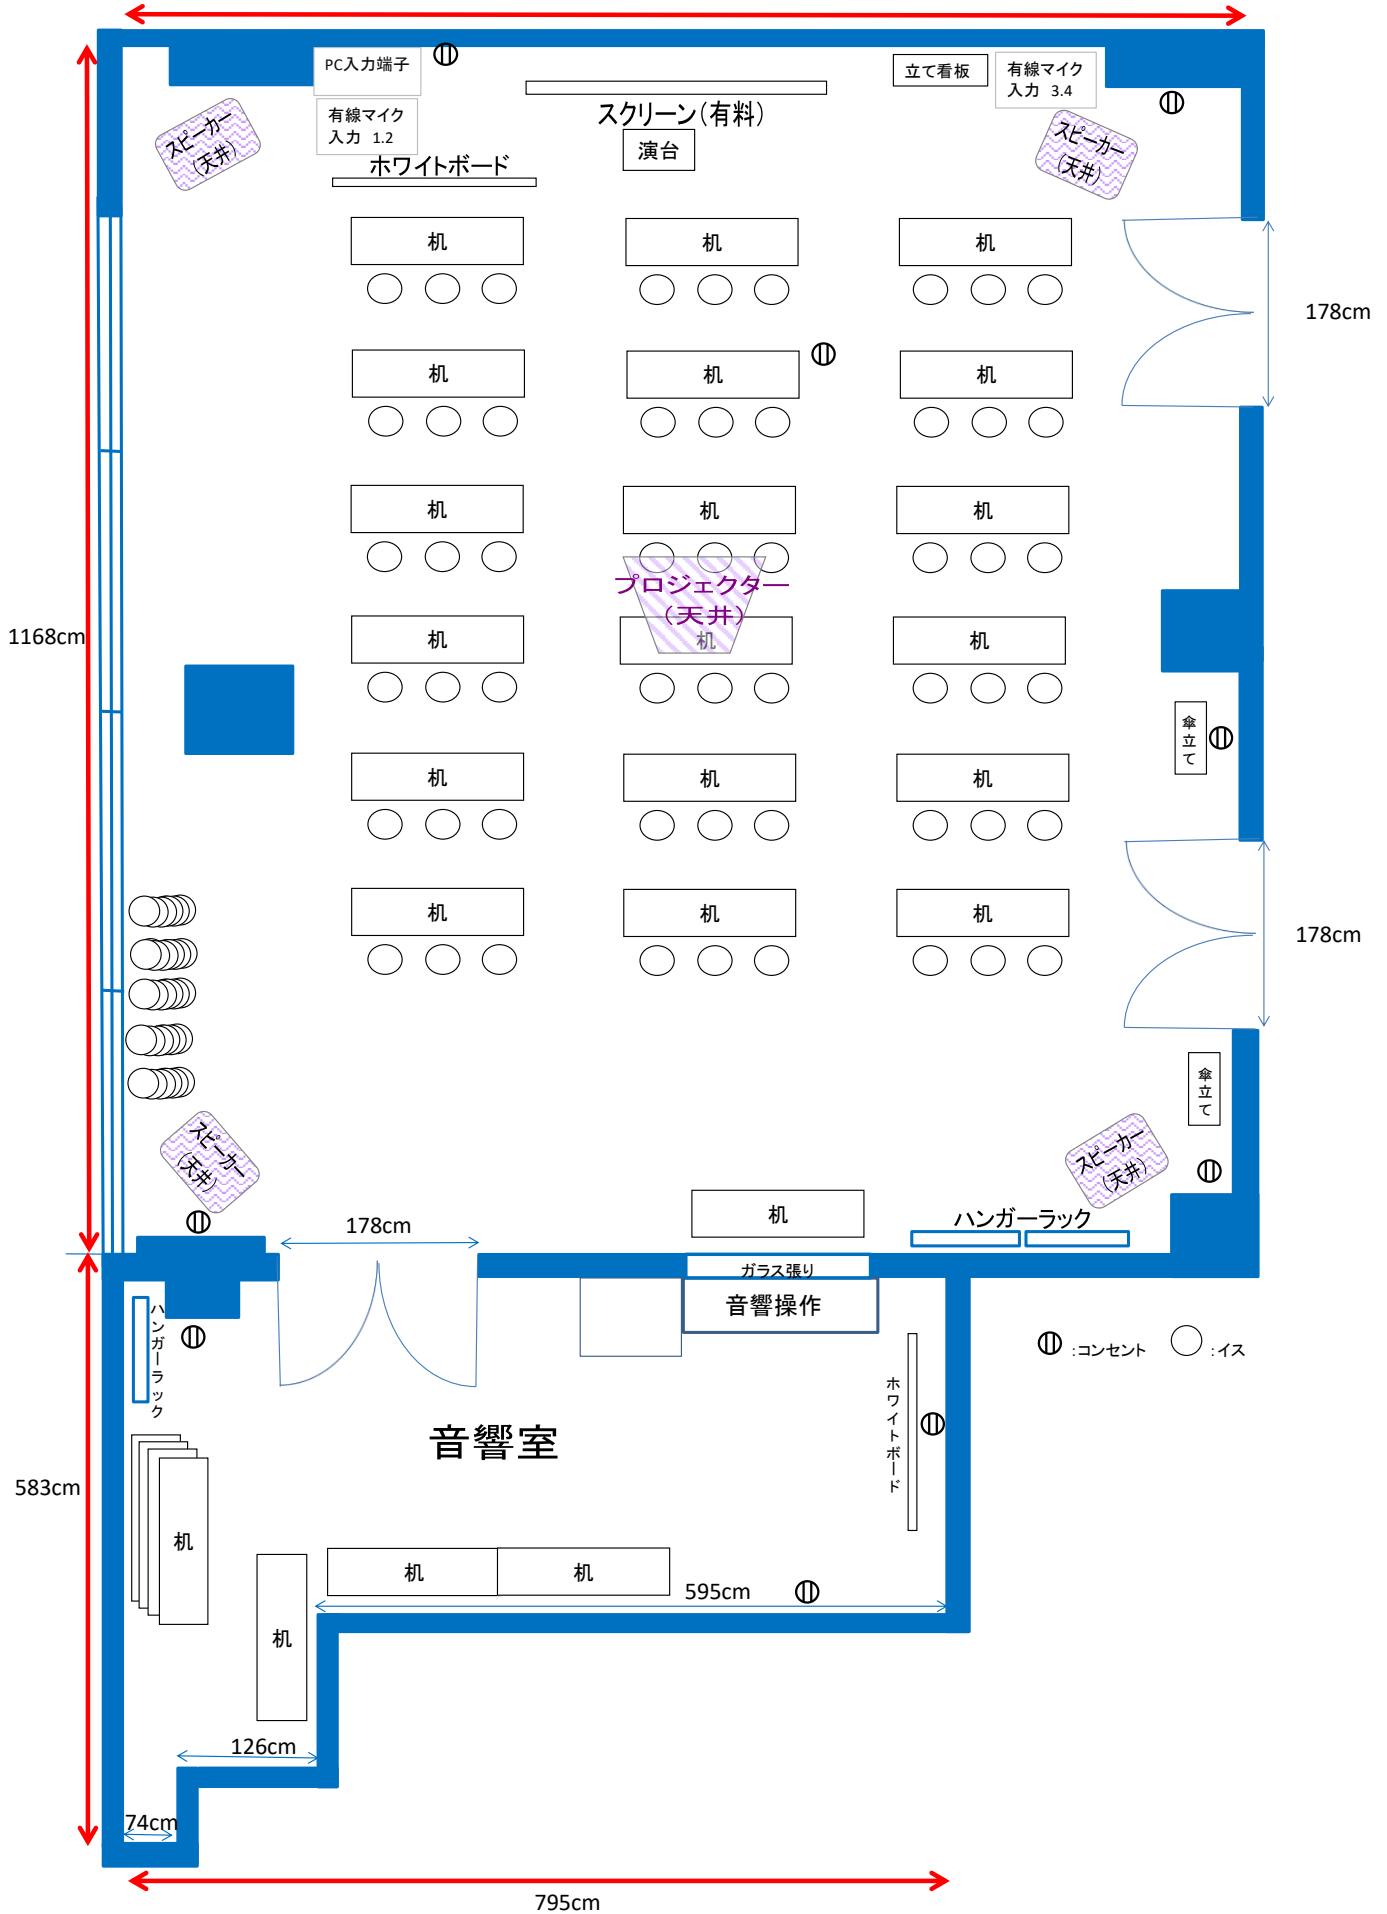 PC入力端子
有線マイク
入力 1.2
スクリーン(有料)
演台
ホワイトボード
立て看板
有線マイク
入力 3.4
スピーカー
(天井)
スピーカー
(天井)
机
机
机
178cm
机
机
机
机
机
机
プロジェクター
(天井)
机
机
机
1168cm
傘立て
机
机
机
机
机
机
178cm
傘立て
スピーカー
(天井)
スピーカー
(天井)
机
ハンガーラック
178cm
ガラス張り
音響操作
ハンガーラック
:コンセント
:イス
ホワイトボード
音響室
583cm
机
机
机
595cm
机
126cm
74cm
795cm